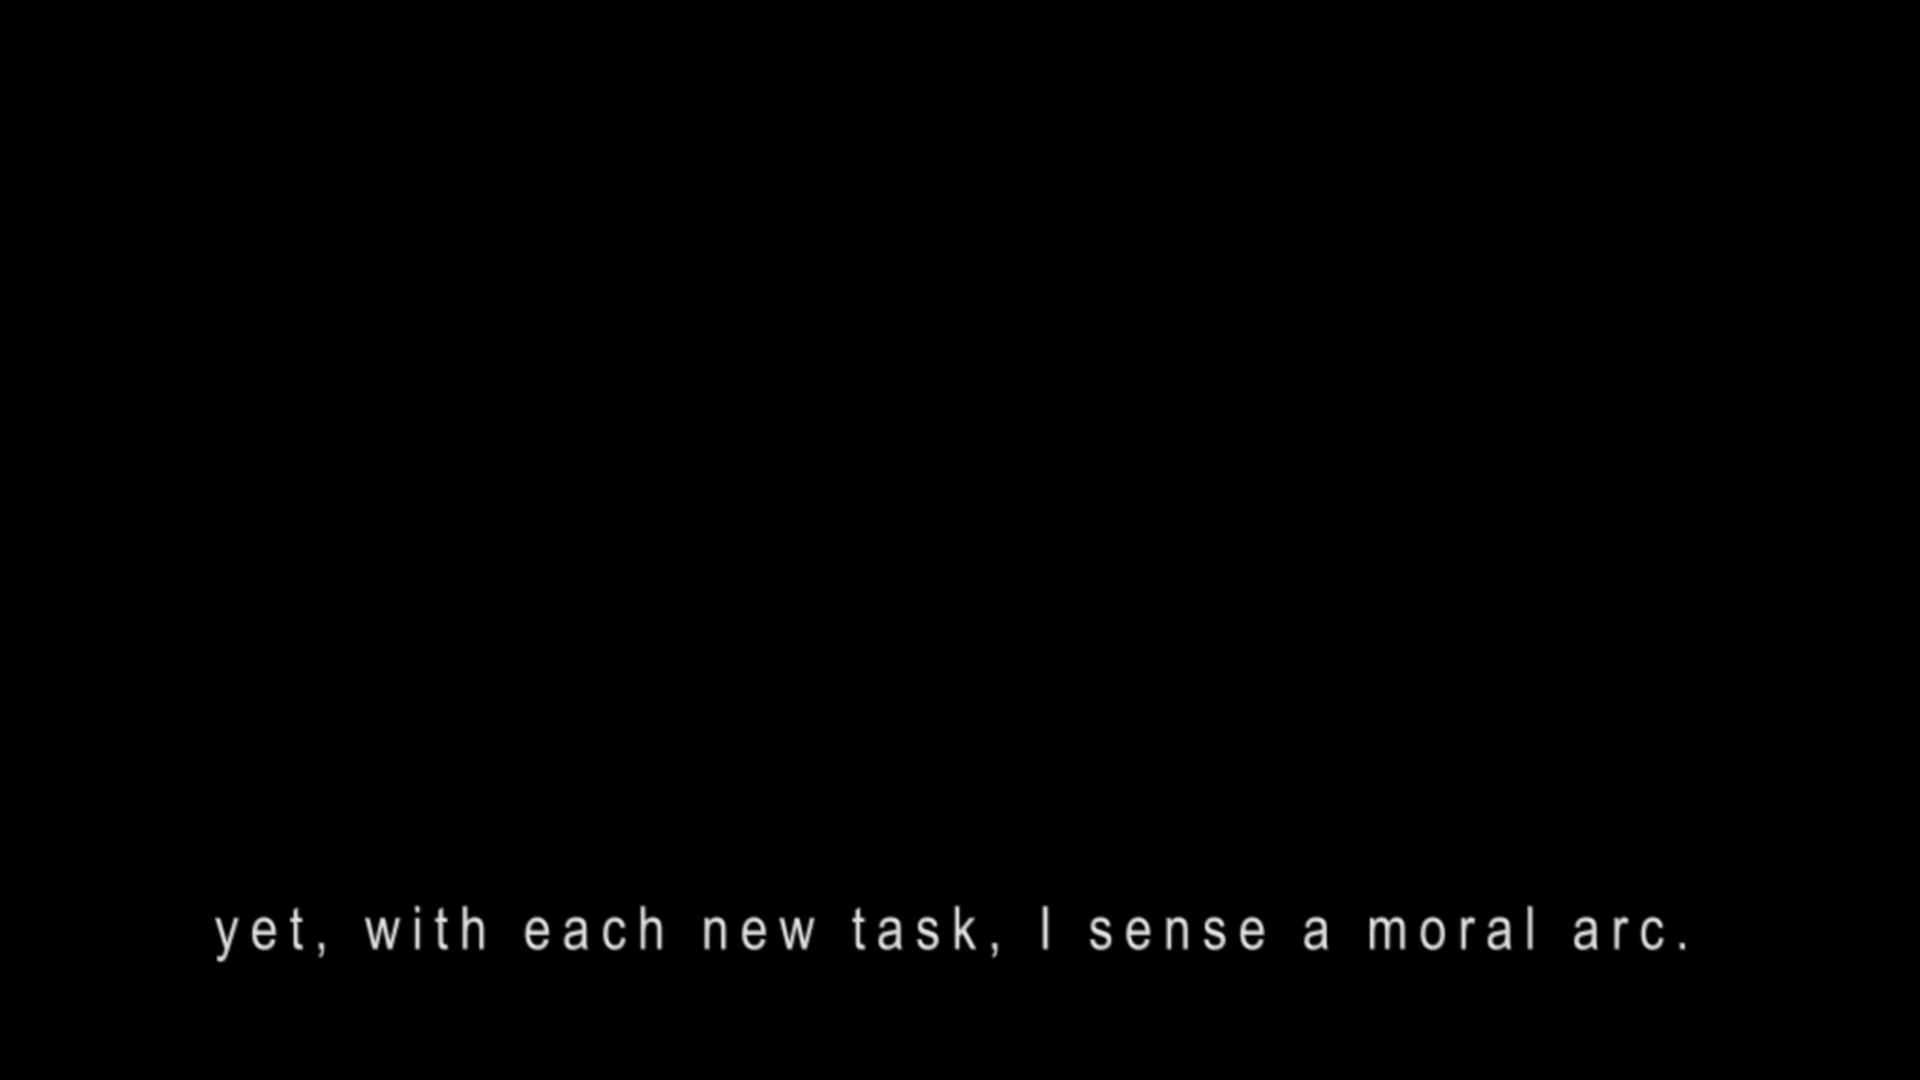 yet, with each new task, I sense a moral arc.